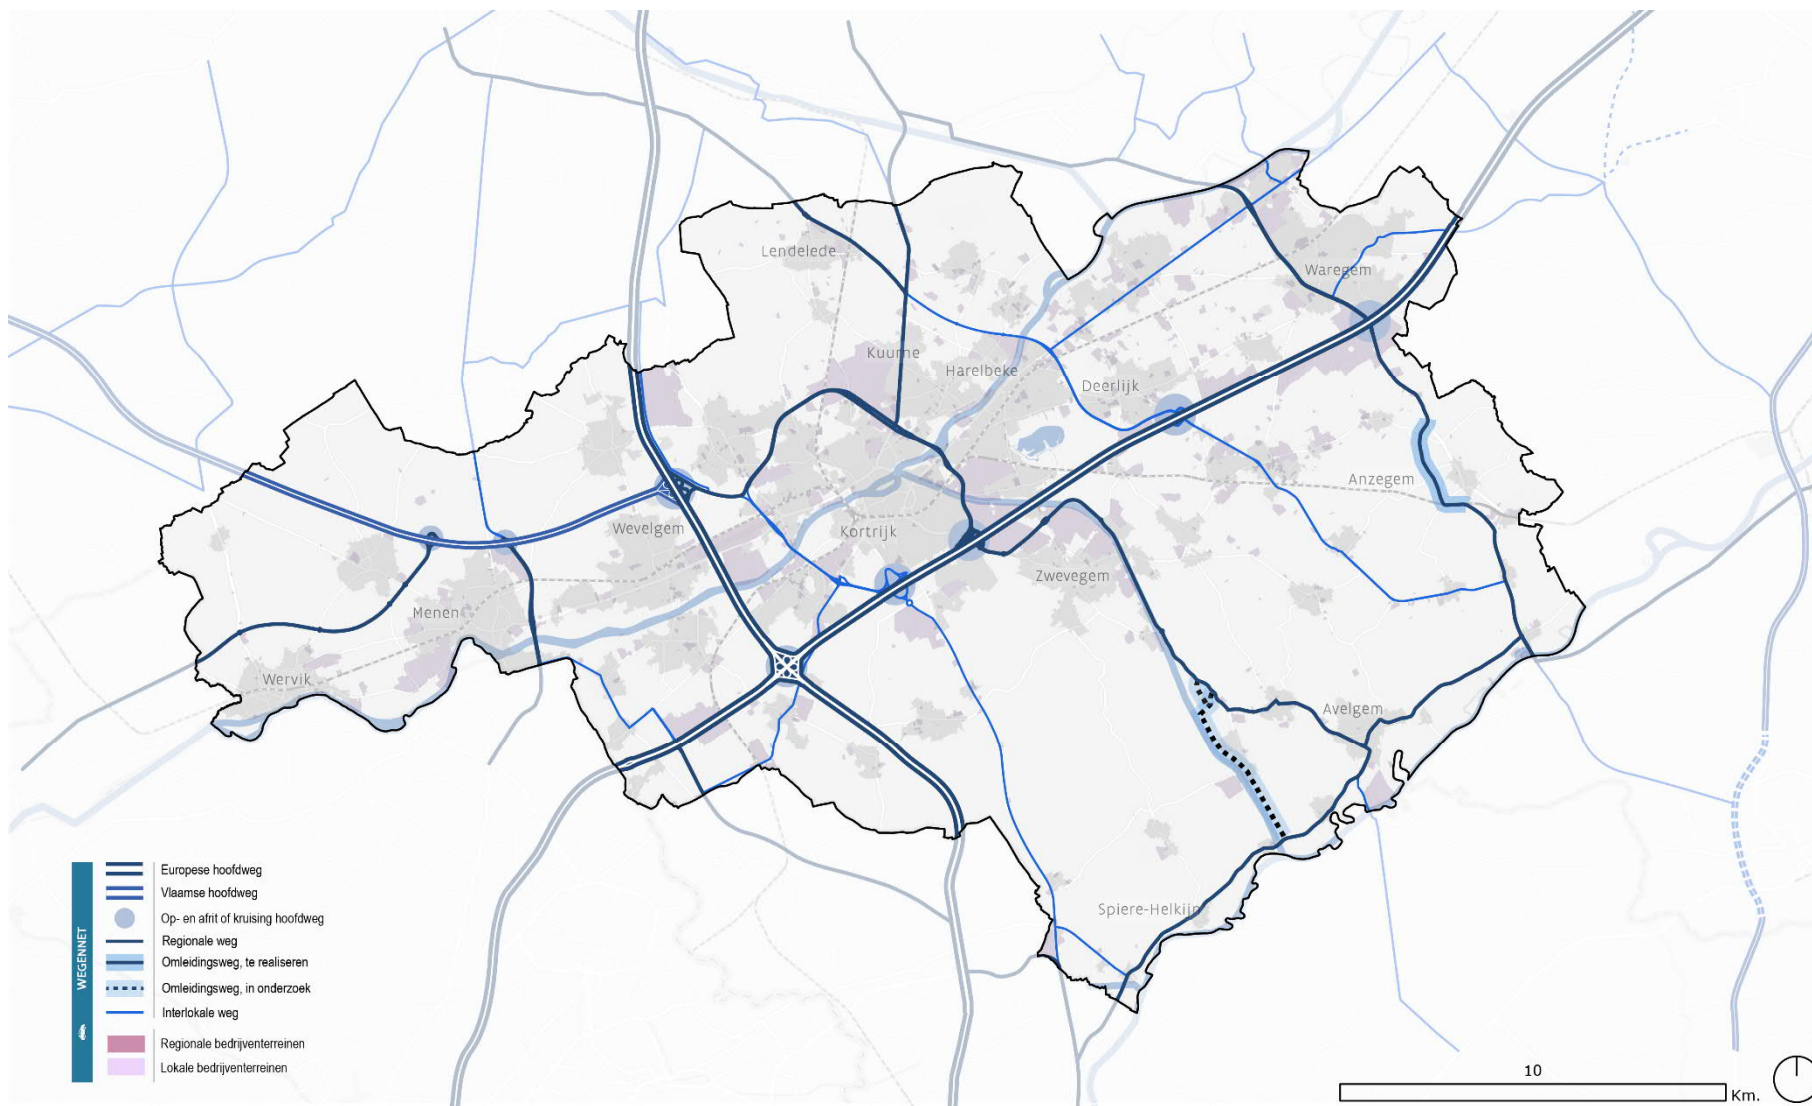 Lendelede
Waregem
Kuurne
Harelbeke
Deerlijk
Anzegem
Wevelgem
Kortrijk
Zwevegem
Menen
Wervik
Avelgem
Spiere-Helkijn
WEGENNET
Europese hoofdweg
Vlaamse hoofdweg
Op- en afrit of kruising hoofdweg
Regionale weg
Omleidingsweg, te realiseren
Omleidingsweg, in onderzoek
Interlokale weg
Regionale bedrijventerreinen
Lokale bedrijventerreinen
10
Km.